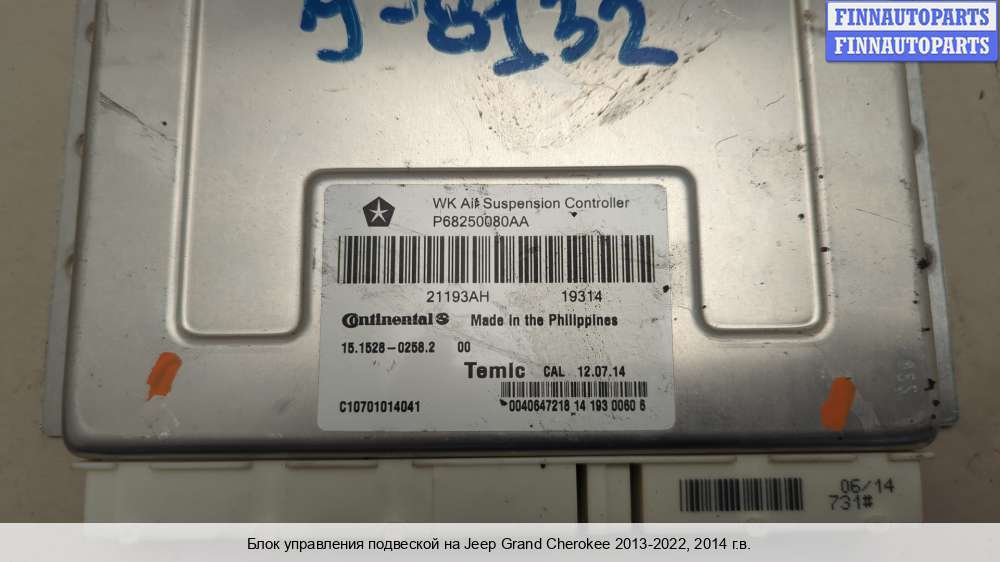 FINNAUTOPARTS
FINNAUTOPARTS
9-8132
WK Air Suspension Controller
P68250080AA
21193AH 19314
Continental Made in the Philippines
15.1528-0258.2 00
Temic CAL 12.07.14
C10701014041 0040647218 14 193 0060 6
06/14
731#
Блок управления подвеской на Jeep Grand Cherokee 2013-2022, 2014 г.в.